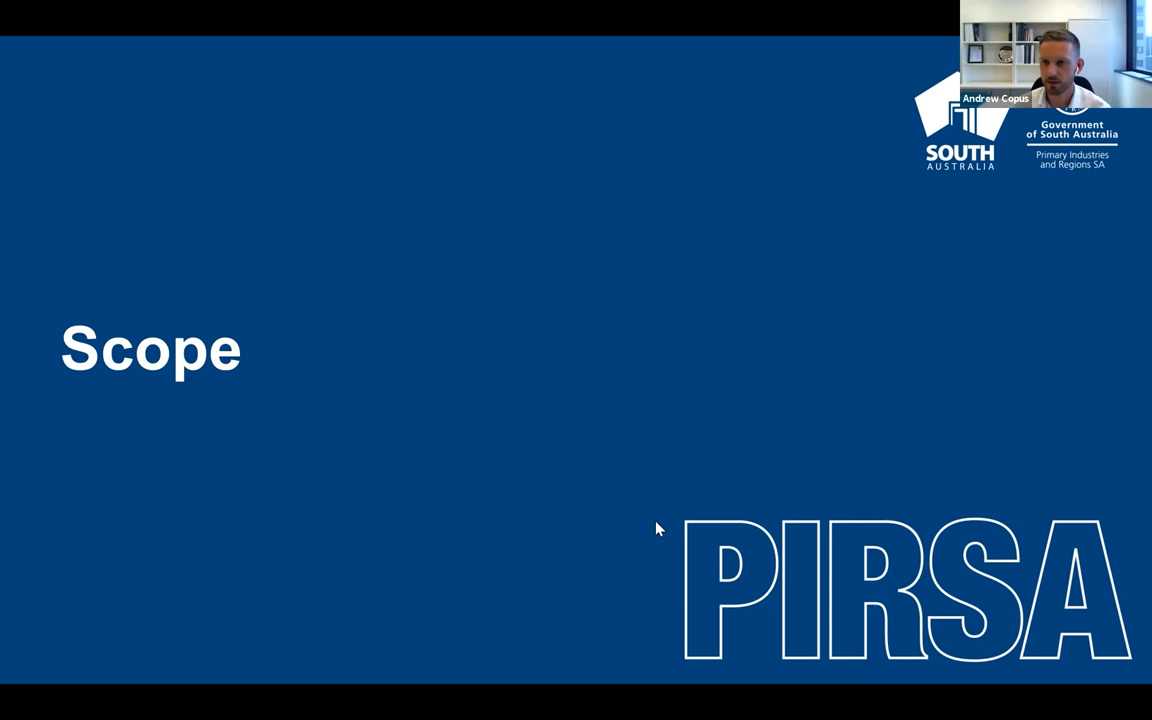 Andrew Copus
SOUTH
AUSTRALIA
Government
of South Australia
Primary Industries
and Regions SA
Scope
PIRSA